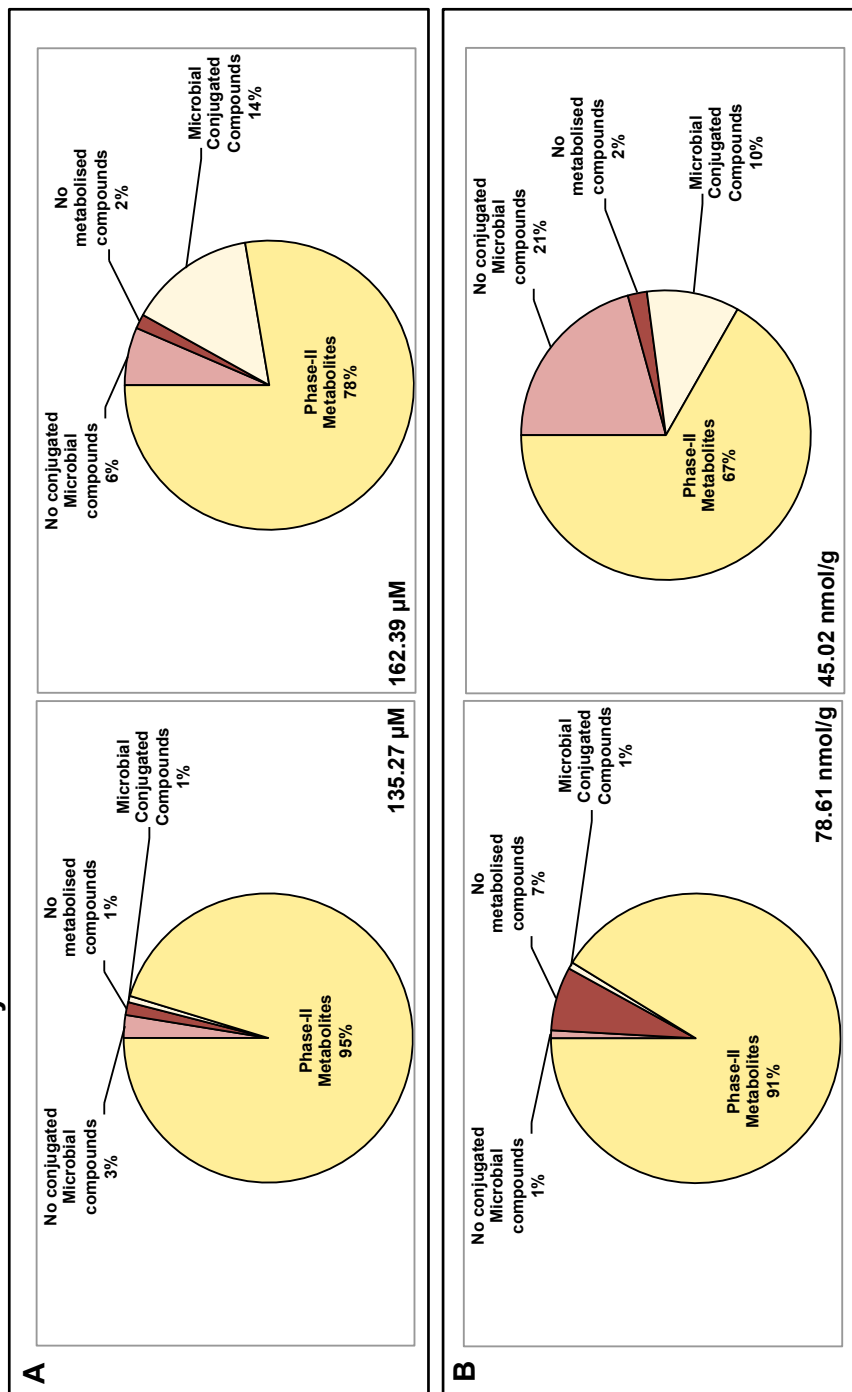 A
No conjugated
Microbial
compounds
3%
No
metabolised
compounds
1%
Microbial
Conjugated
Compounds
1%
Phase-II
Metabolites
95%
135.27 µM
No conjugated
Microbial
compounds
6%
No
metabolised
compounds
2%
Microbial
Conjugated
Compounds
14%
Phase-II
Metabolites
78%
162.39 µM
B
No conjugated
Microbial
compounds
1%
No
metabolised
compounds
7%
Microbial
Conjugated
Compounds
1%
Phase-II
Metabolites
91%
78.61 nmol/g
No conjugated
Microbial
compounds
21%
No
metabolised
compounds
2%
Microbial
Conjugated
Compounds
10%
Phase-II
Metabolites
67%
45.02 nmol/g